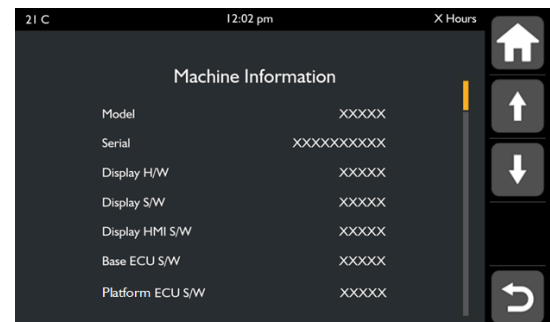 21 C 12:02 pm X Hours
Machine Information
Model XXXXX
Serial XXXXXXXXXX
Display H/W XXXXX
Display S/W XXXXX
Display HMI S/W XXXXX
Base ECU S/W XXXXX
Platform ECU S/W XXXXX